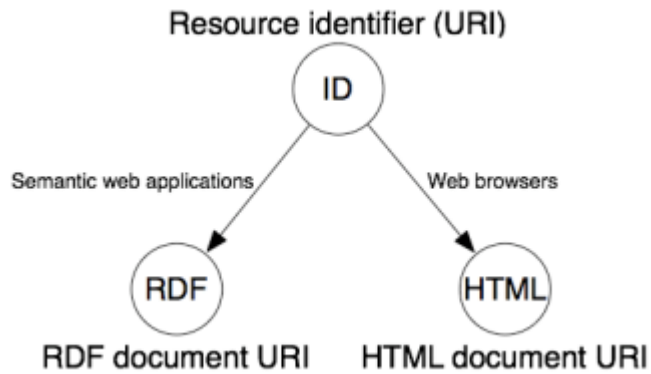 Resource identifier (URI)
ID
Semantic web applications
Web browsers
RDF
HTML
RDF document URI
HTML document URI